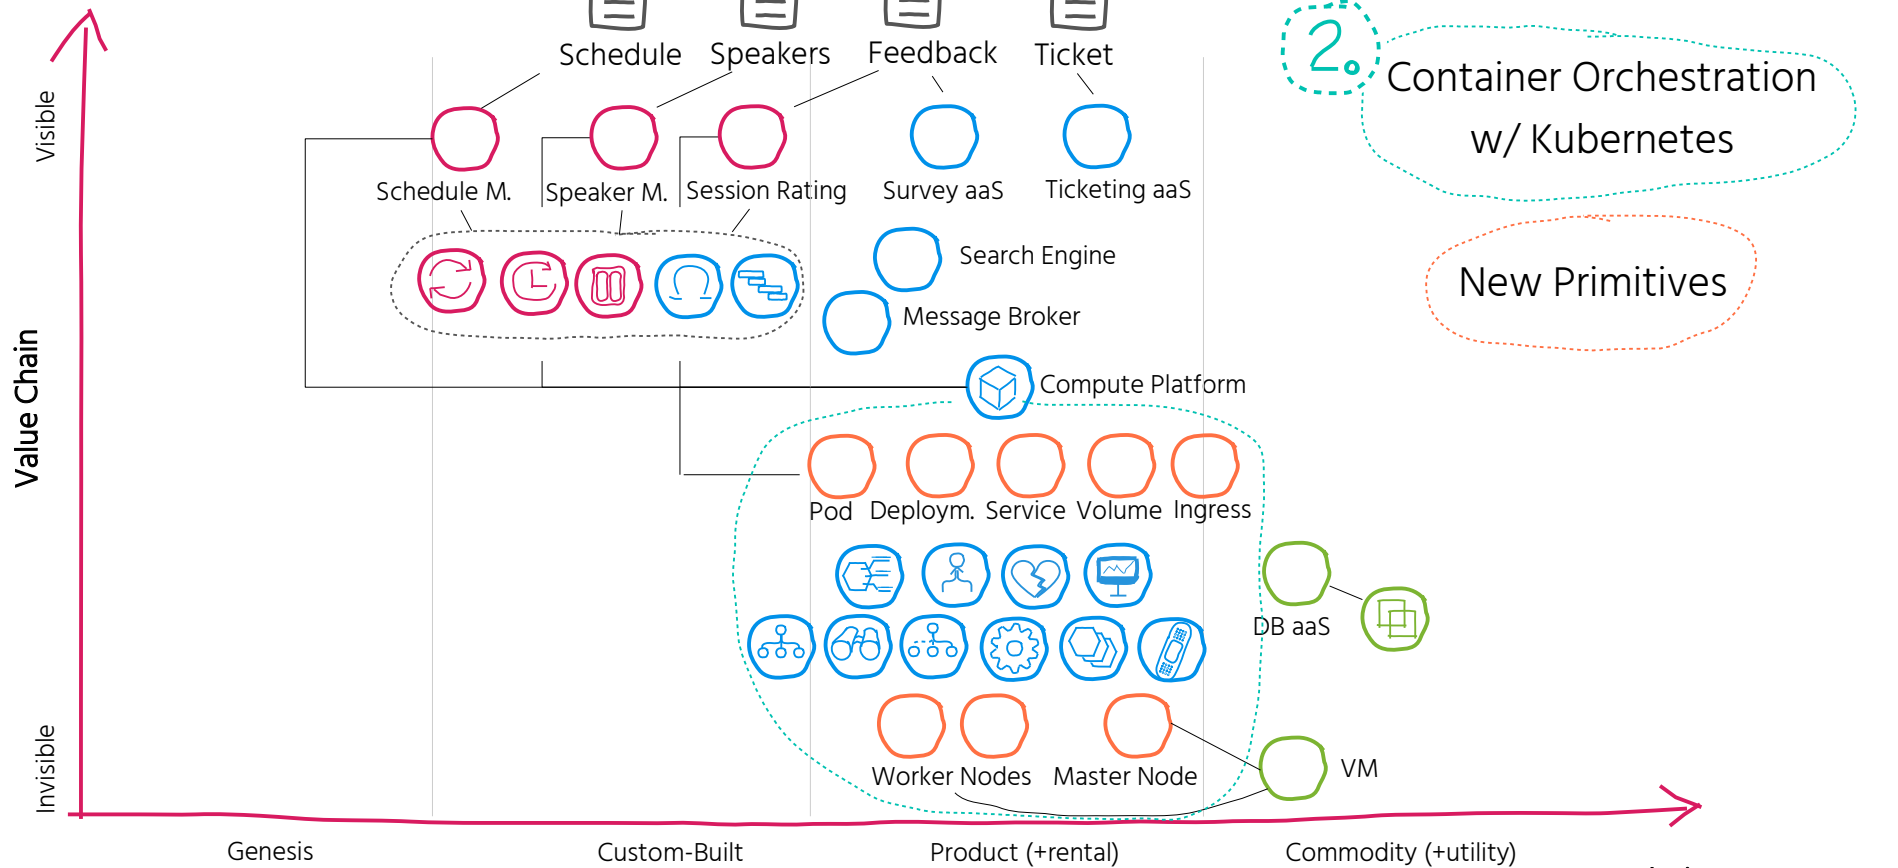 Schedule
Speakers
Feedback
Ticket
2.
Container Orchestration
w/ Kubernetes
New Primitives
Visible
Value Chain
Invisible
Schedule M.
Speaker M.
Session Rating
Survey aaS
Ticketing aaS
Search Engine
Message Broker
Compute Platform
Pod
Deploym.
Service
Volume
Ingress
DB aaS
Worker Nodes
Master Node
VM
Genesis
Custom-Built
Product (+rental)
Commodity (+utility)